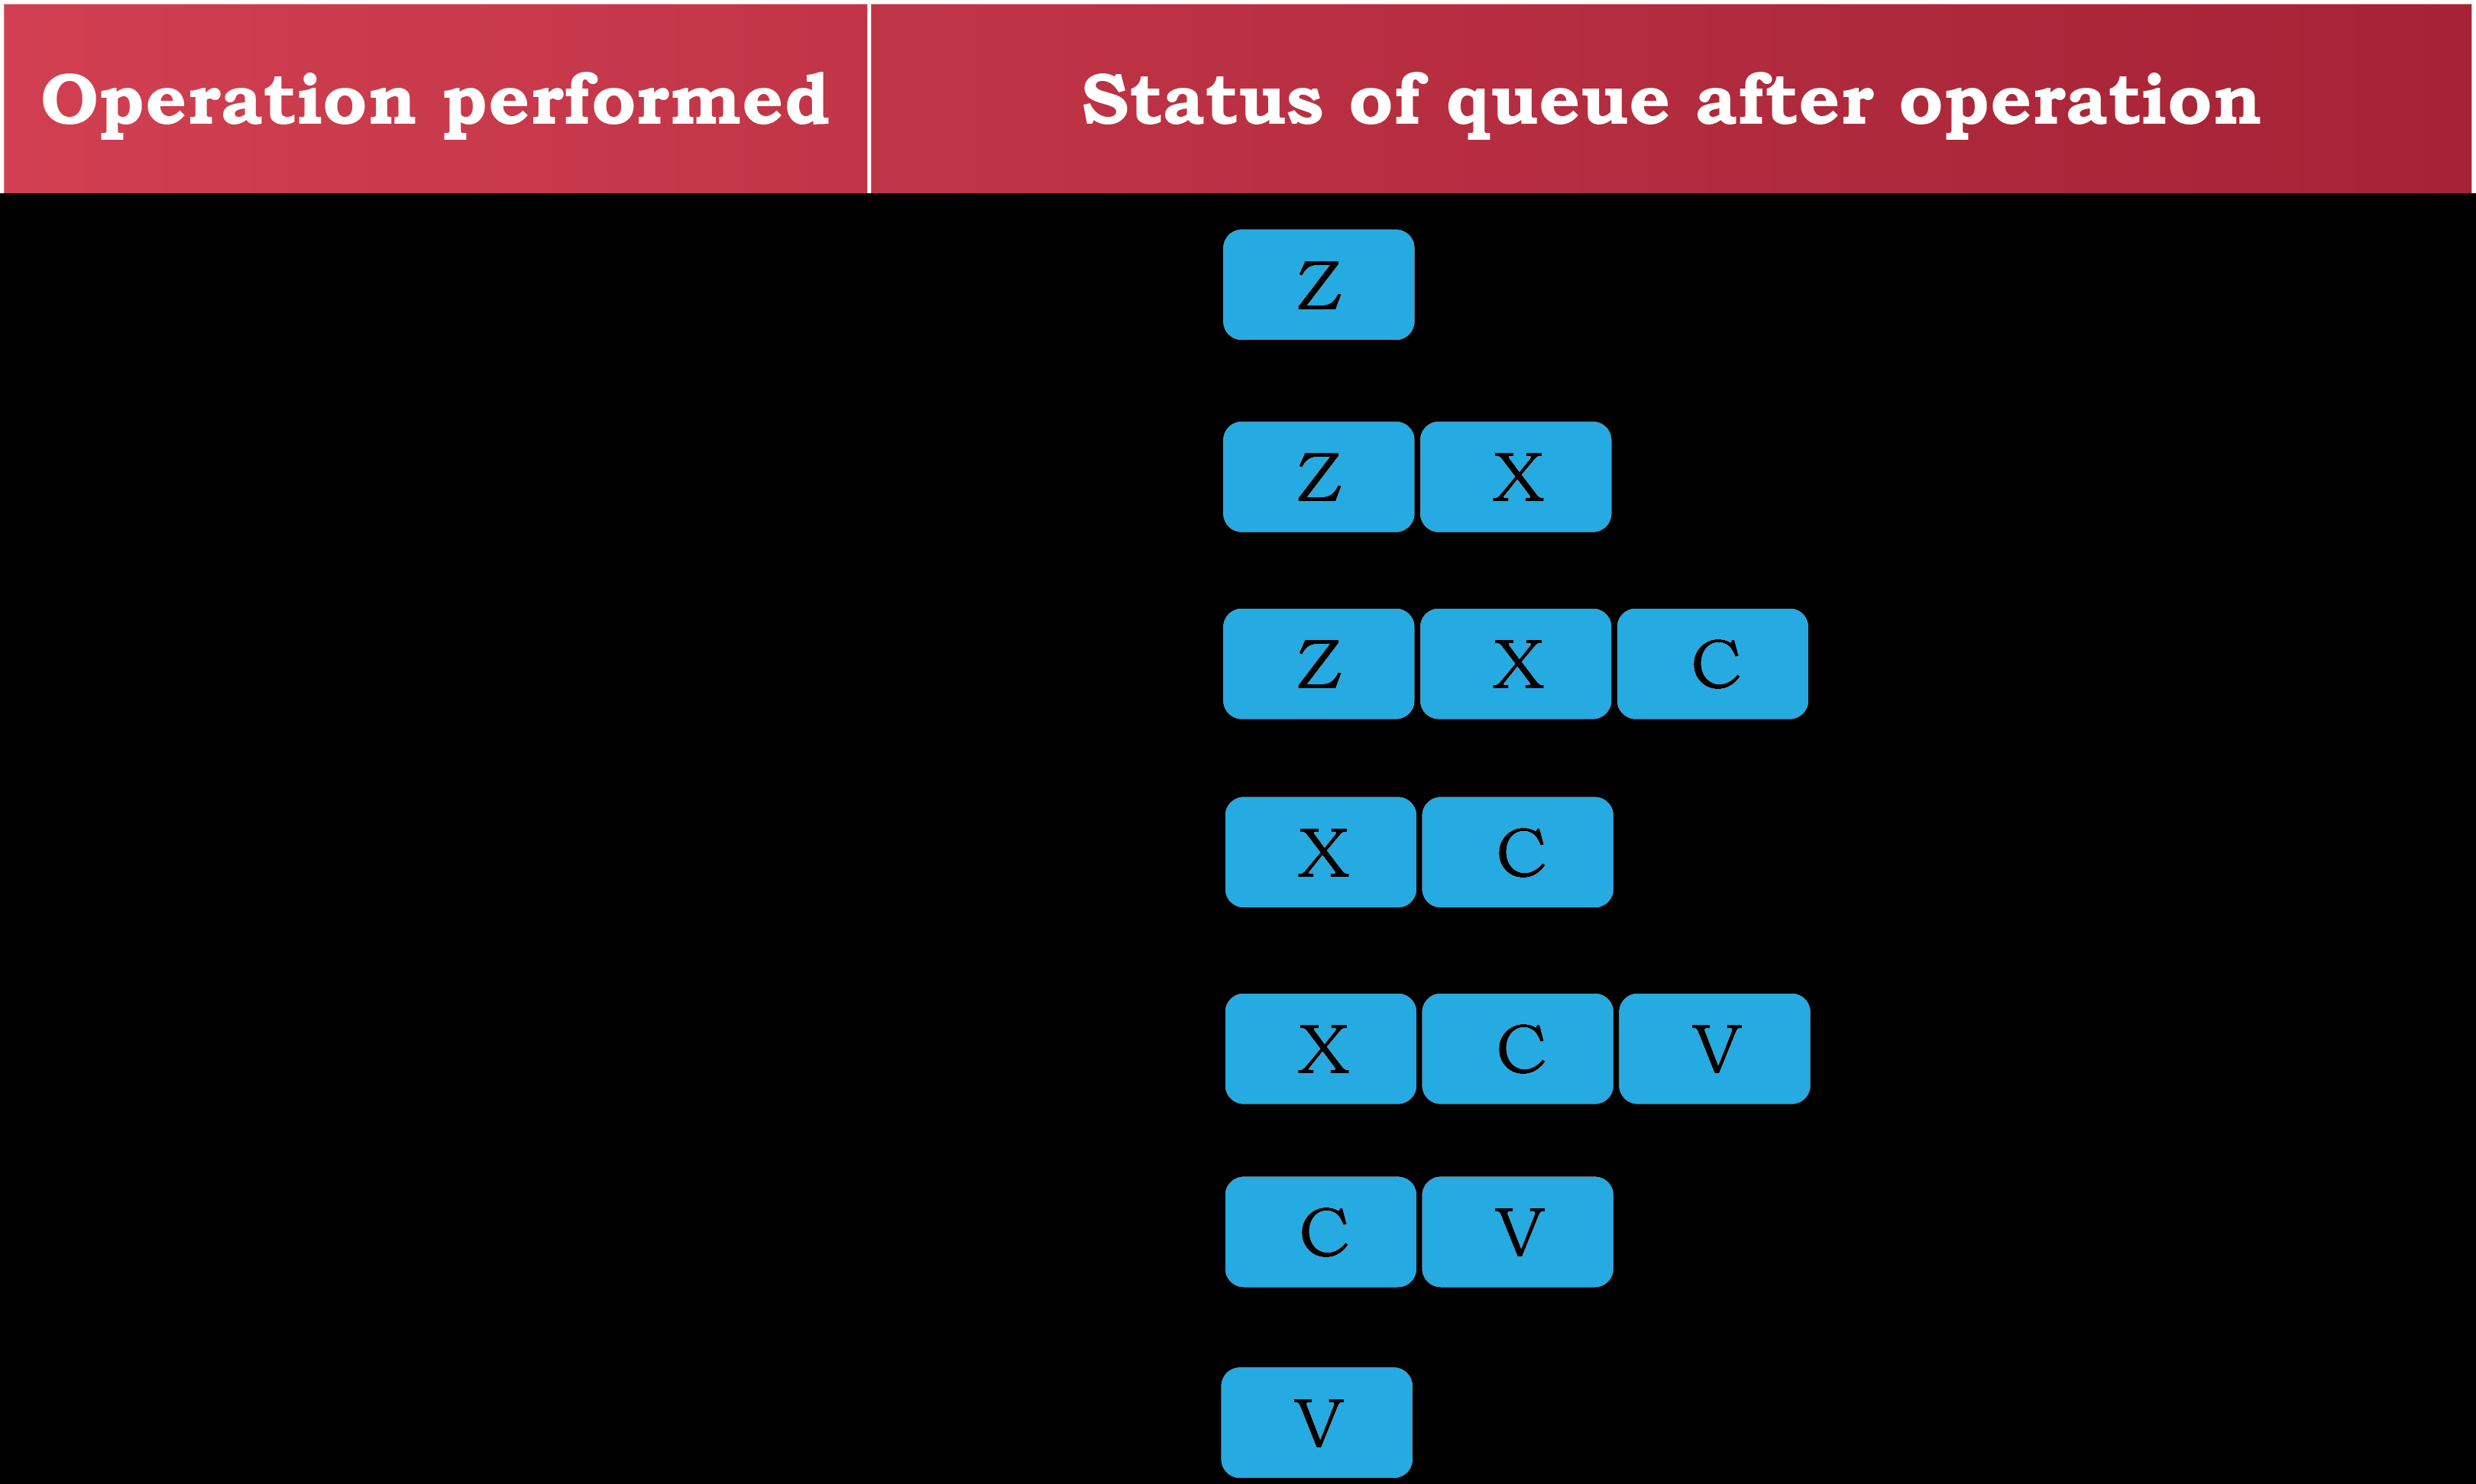 Operation performed Status of queue after operation
Z
Z X
Z X C
X C
X C V
C V
V